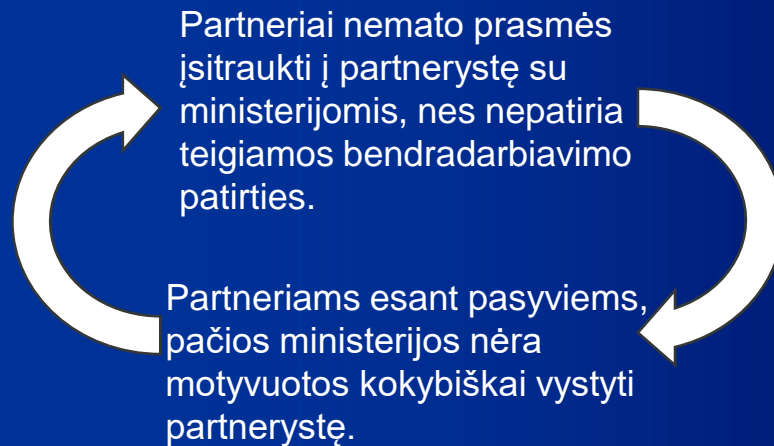 Partneriai nemato prasmės
įsitraukti į partnerystę su
ministerijomis, nes nepatiria
teigiamos bendradarbiavimo
patirties.
Partneriams esant pasyviems,
pačios ministerijos nėra
motyvuotos kokybiškai vystyti
partnerystę.